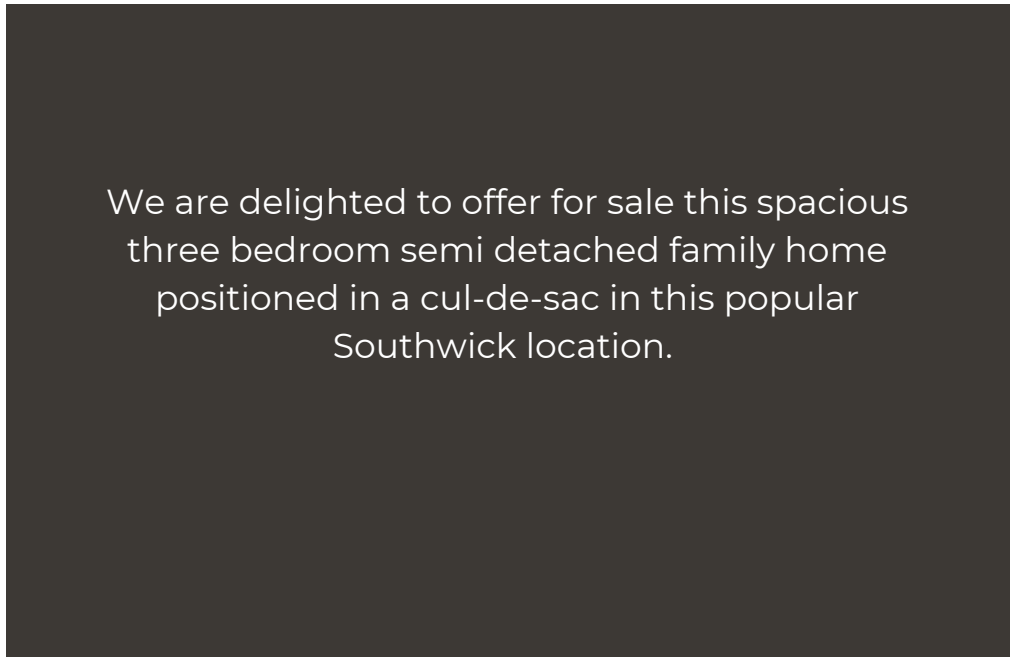 We are delighted to offer for sale this spacious
three bedroom semi detached family home
positioned in a cul-de-sac in this popular
Southwick location.